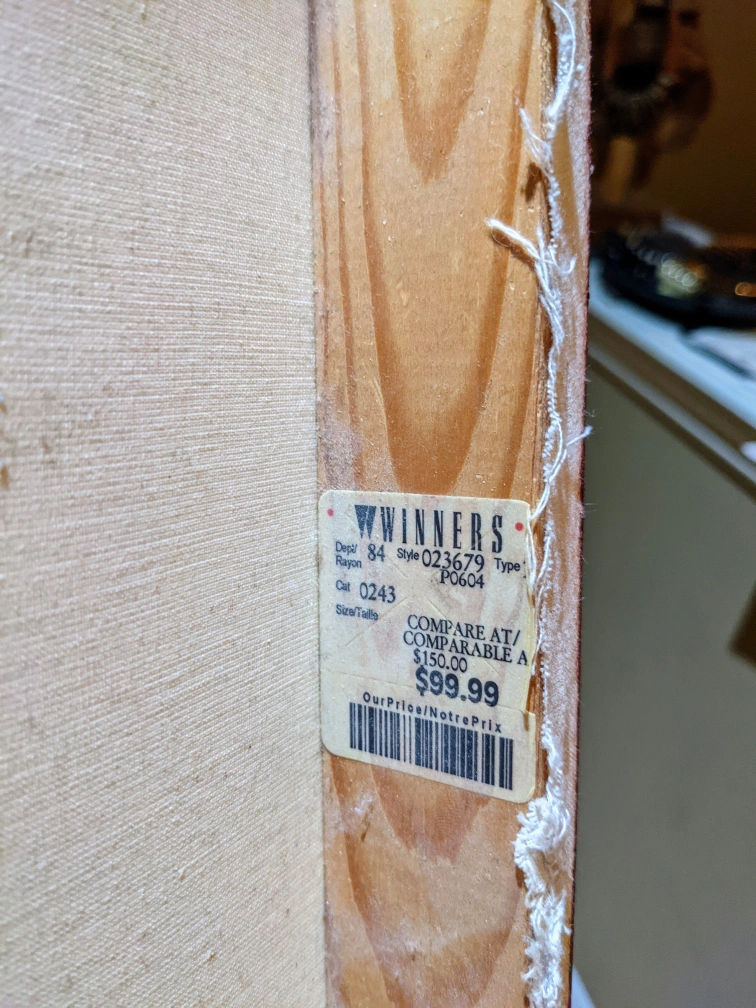 WINNERS
Dept/ Rayon 84 Style 023679 Type
P0604
Cat 0243
Size/Taille
COMPARE AT/
COMPARABLE A
$150.00
$99.99
OurPrice/NotrePrix